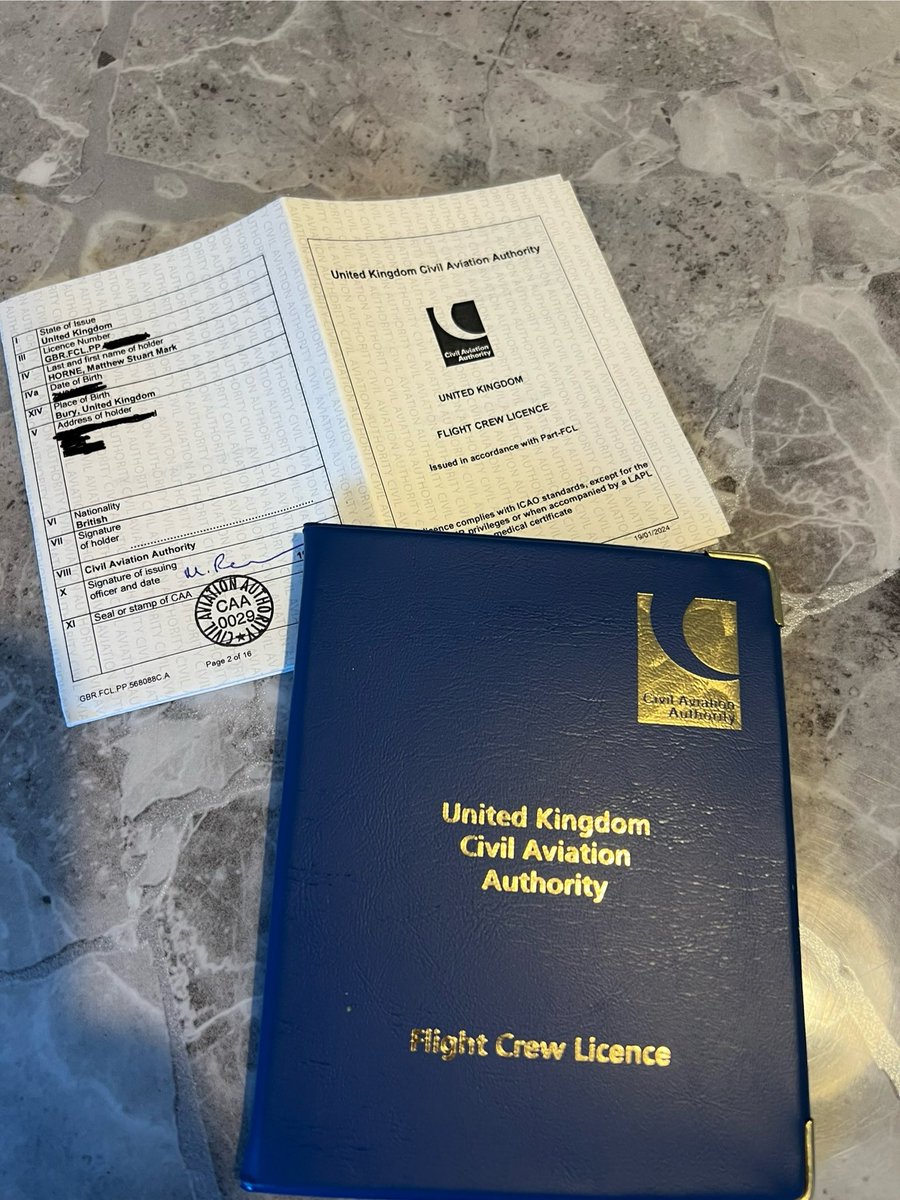 I State of Issue
United Kingdom
III Licence Number
GBR.FCL.PP.
IV Last and first name of holder
HORNE, Matthew Stuart Mark
IVa Date of Birth
XIV Place of Birth
Bury, United Kingdom
V Address of holder
VI Nationality
British
VII Signature
of holder
VIII Civil Aviation Authority
X Signature of issuing
officer and date
XI Seal or stamp of CAA
CIVIL AVIATION AUTHORITY
CAA
0029
Page 2 of 16
GBR.FCL.PP.568088C.A
United Kingdom Civil Aviation Authority
Civil Aviation
Authority
UNITED KINGDOM
FLIGHT CREW LICENCE
Issued in accordance with Part-FCL
licence complies with ICAO standards, except for the
privileges or when accompanied by a LAPL
medical certificate
19/01/2024
Civil Aviation
Authority
United Kingdom
Civil Aviation
Authority
Flight Crew Licence